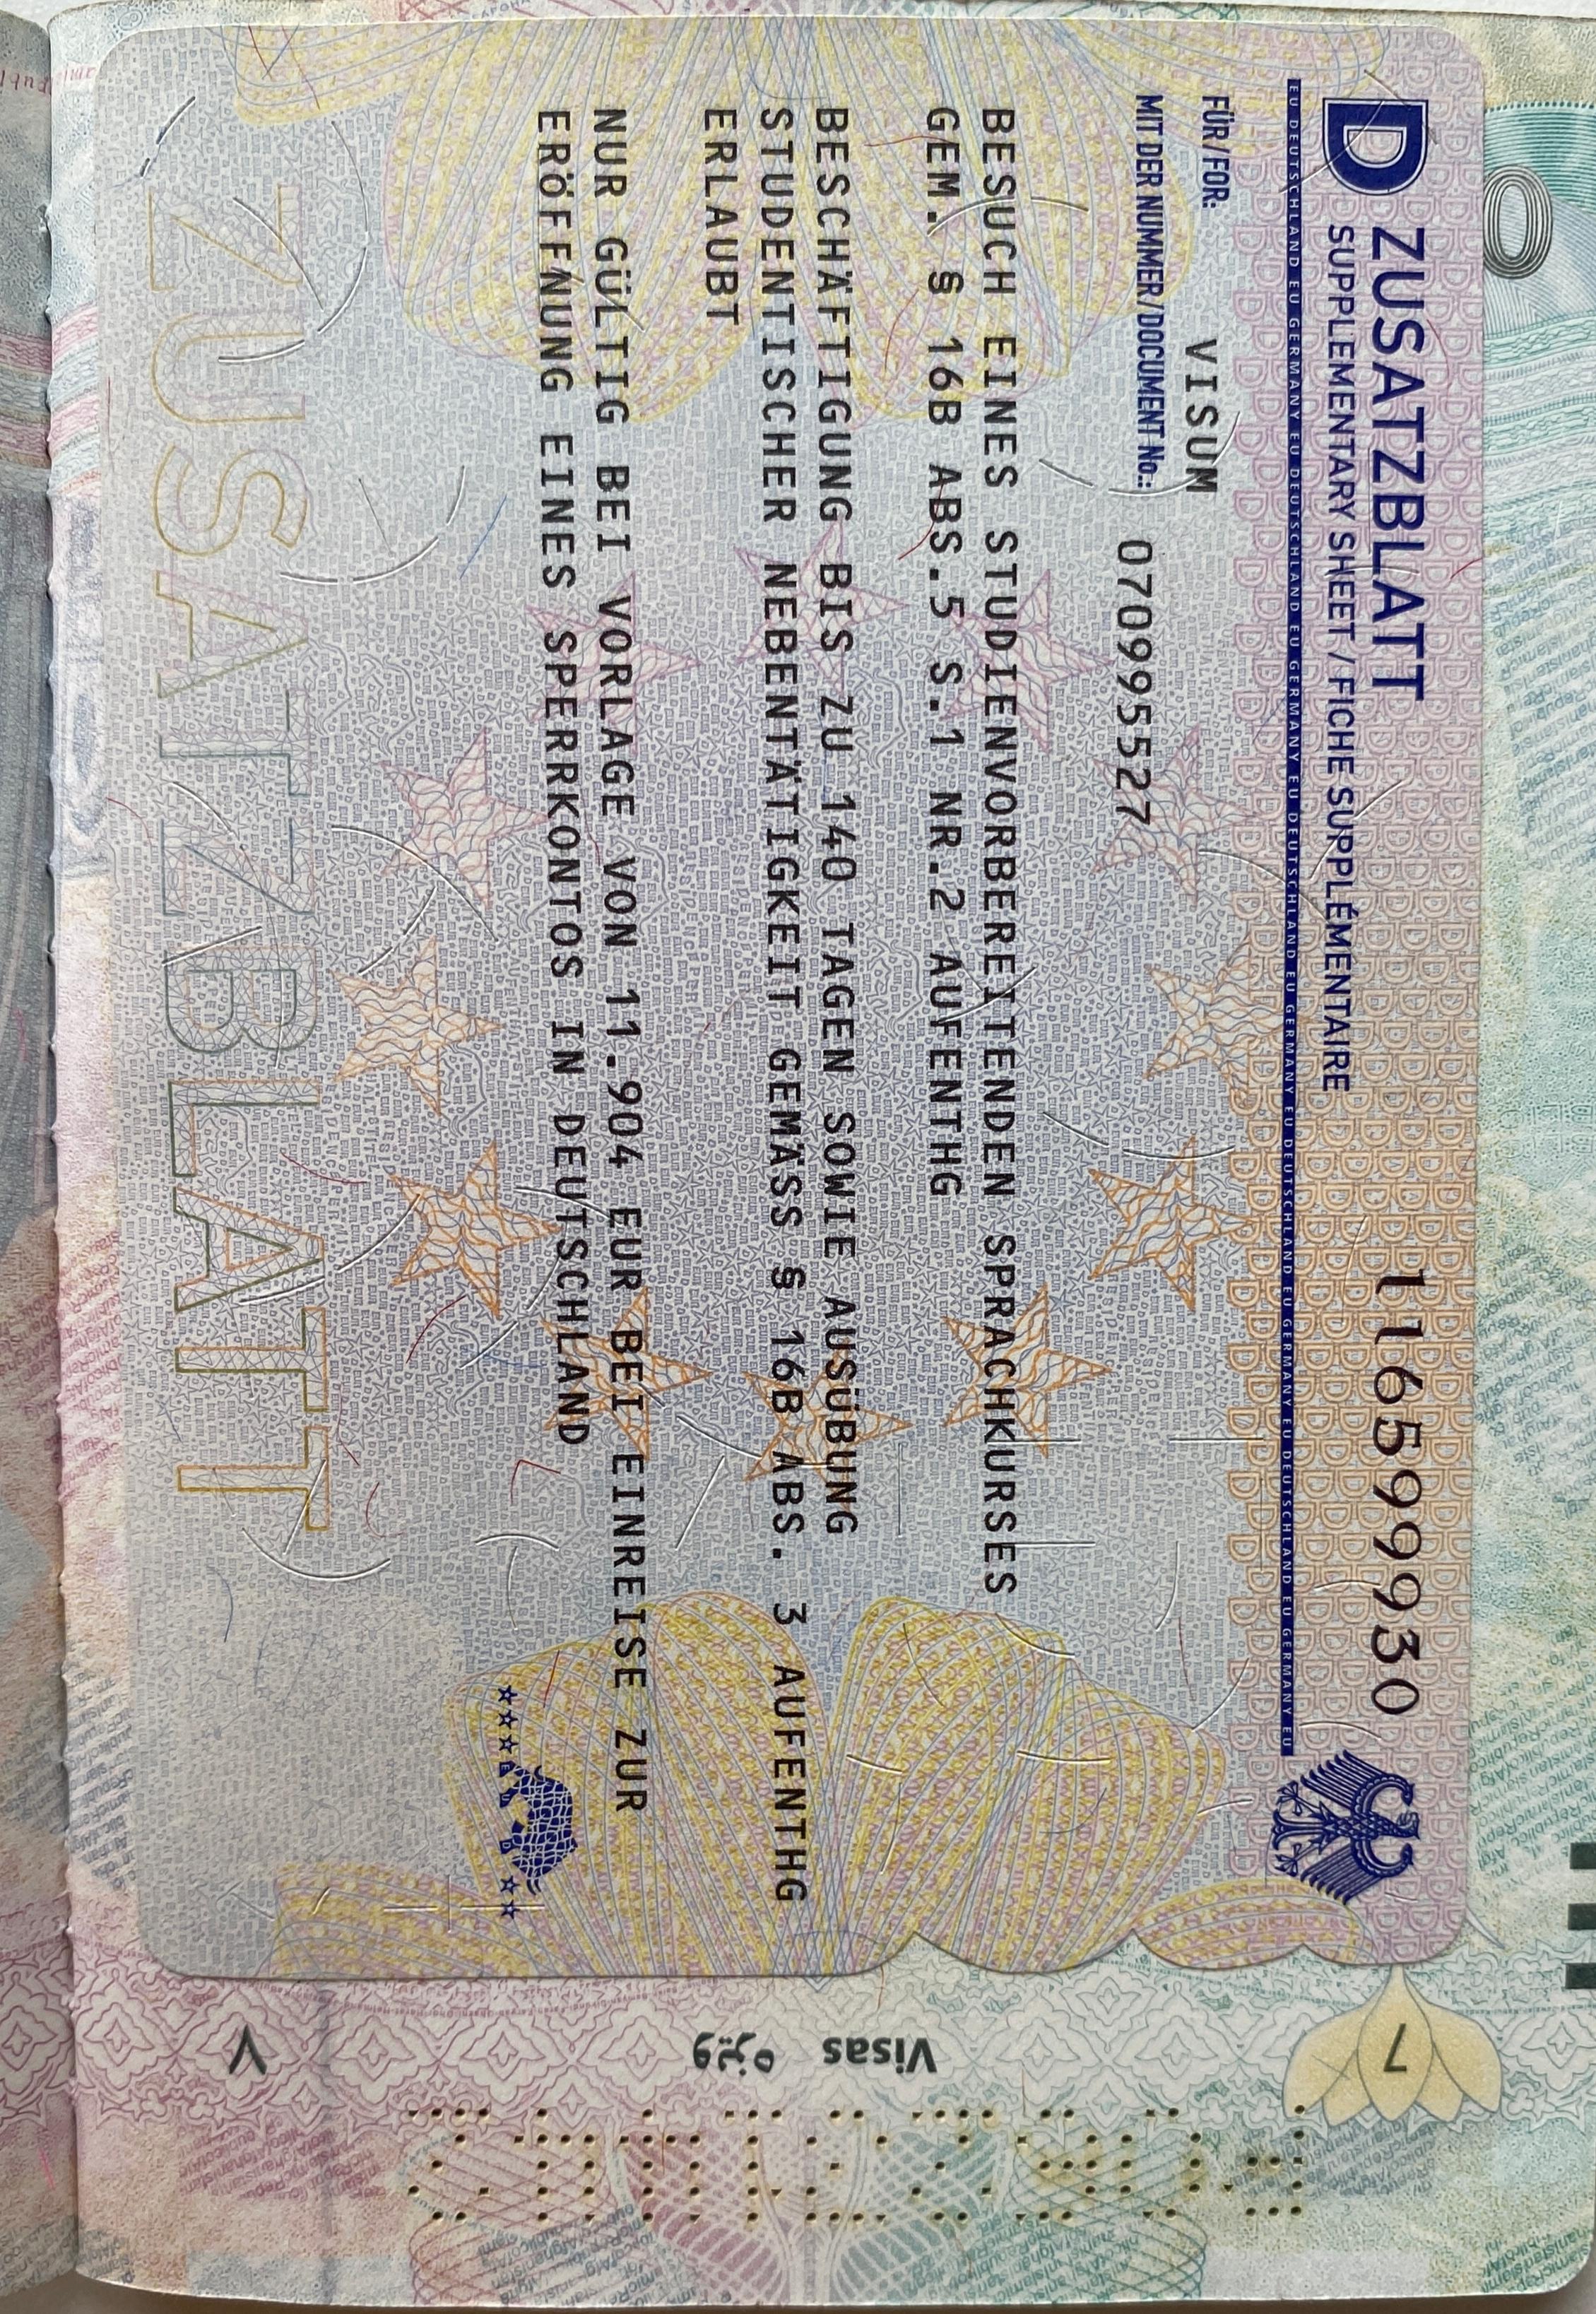 D ZUSATZBLATT 116599930
SUPPLEMENTARY SHEET / FICHE SUPPLÉMENTAIRE
EU DEUTSCHLAND EU GERMANY EU DEUTSCHLAND EU GERMANY EU DEUTSCHLAND EU GERMANY EU DEUTSCHLAND EU GERMANY EU DEUTSCHLAND EU GERMANY EU
FÜR/FOR: VISUM
MIT DER NUMMER/DOCUMENT No.: 070995527
BESUCH EINES STUDIENVORBEREITENDEN SPRACHKURSES
GEM. § 16B ABS.5 S.1 NR.2 AUFENTHG
BESCHÄFTIGUNG BIS ZU 140 TAGEN SOWIE AUSÜBUNG
STUDENTISCHER NEBENTÄTIGKEIT GEMÄSS § 16B ABS. 3 AUFENTHG
ERLAUBT
NUR GÜLTIG BEI VORLAGE VON 11.904 EUR BEI EINREISE ZUR
ERÖFFNUNG EINES SPERRKONTOS IN DEUTSCHLAND
ZUSATZBLATT
7
Visas ویزه
۷